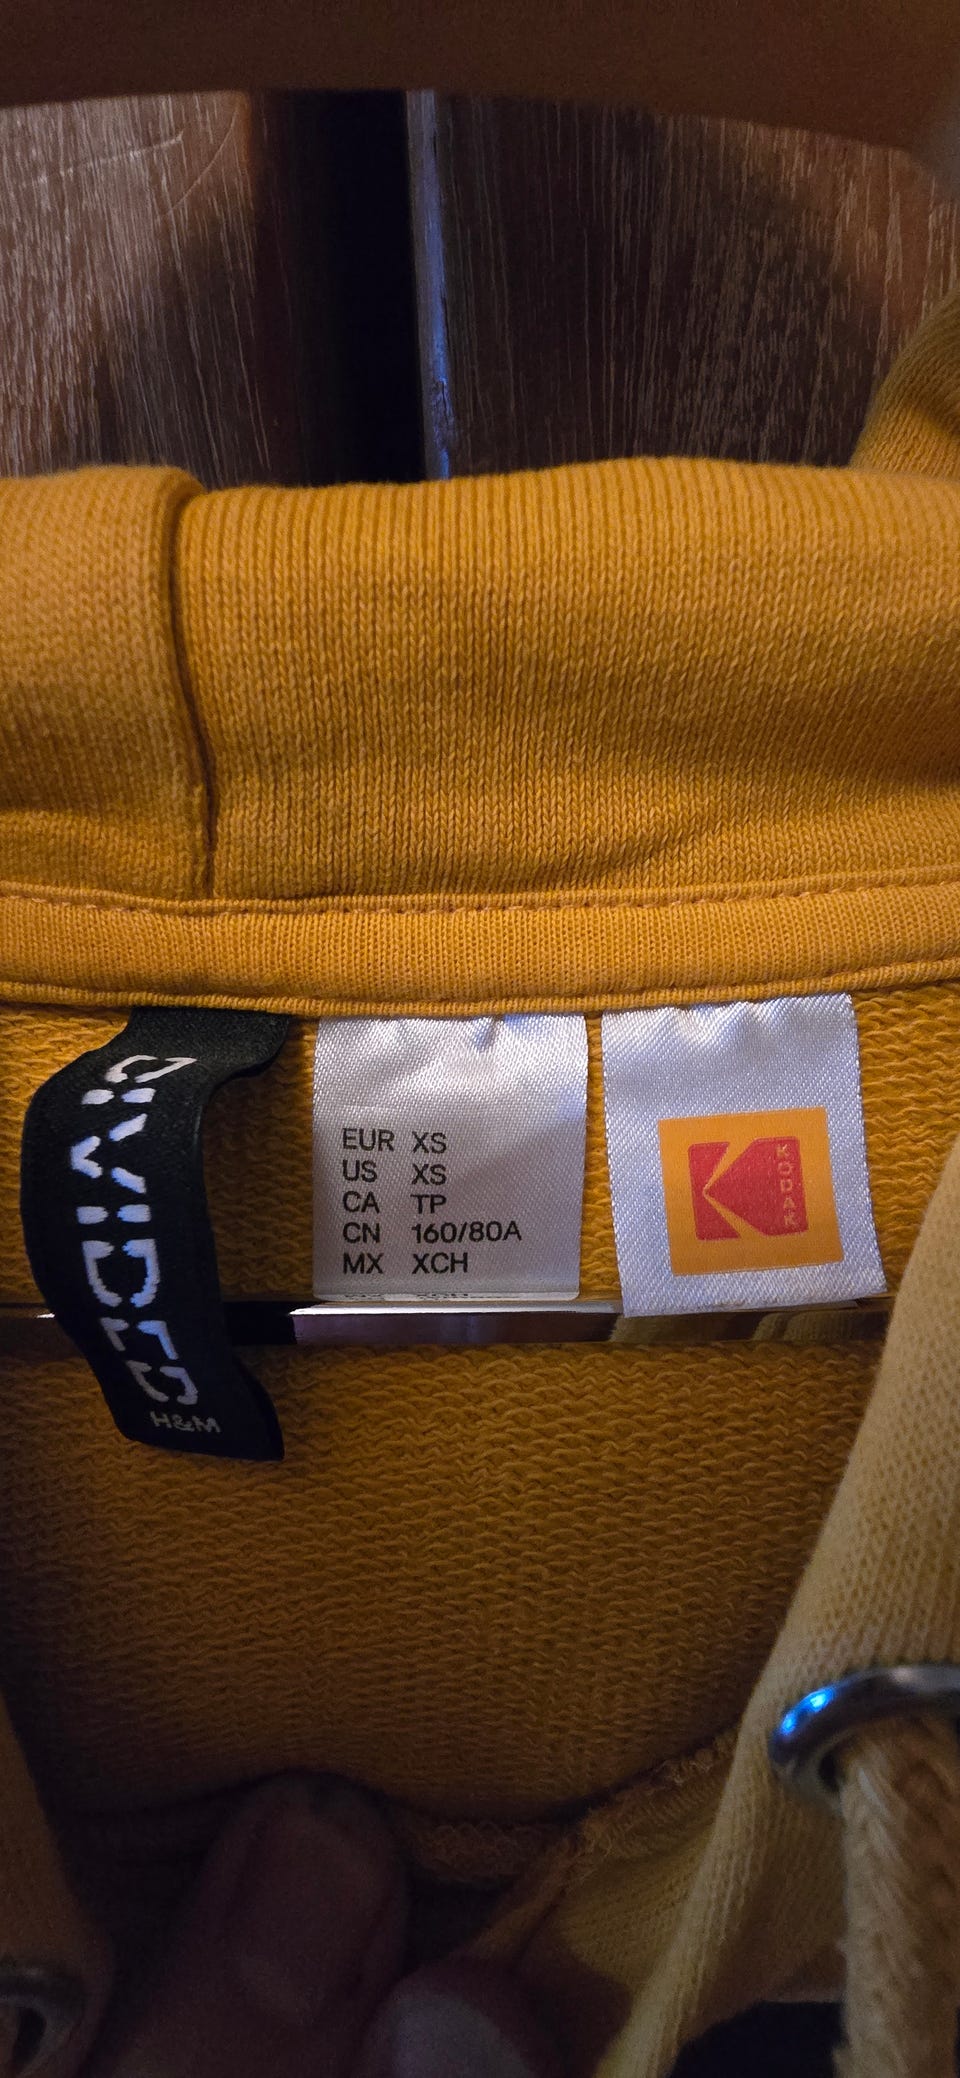 DIVIDED
H&M
EUR XS
US XS
CA TP
CN 160/80A
MX XCH
KODAK